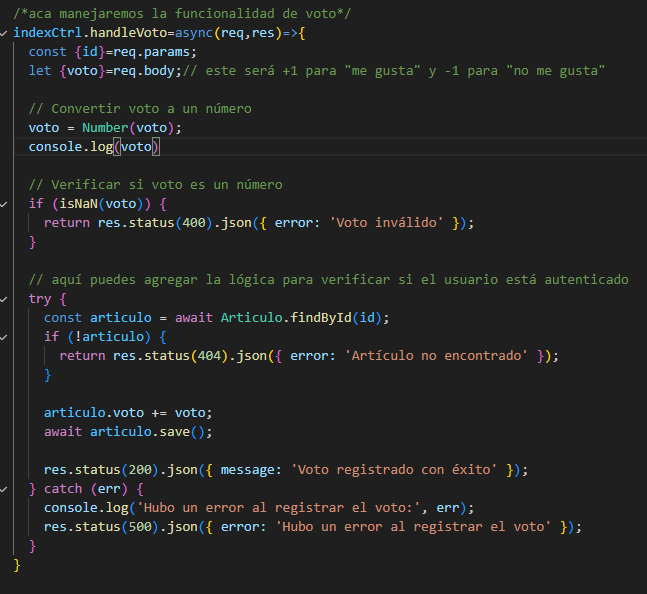 /*aca manejaremos la funcionalidad de voto*/
indexCtrl.handleVoto=async(req,res)=>{
  const {id}=req.params;
  let {voto}=req.body;// este será +1 para "me gusta" y -1 para "no me gusta"

  // Convertir voto a un número
  voto = Number(voto);
  console.log(voto)

  // Verificar si voto es un número
  if (isNaN(voto)) {
    return res.status(400).json({ error: 'Voto inválido' });
  }

  // aquí puedes agregar la lógica para verificar si el usuario está autenticado
  try {
    const articulo = await Articulo.findById(id);
    if (!articulo) {
      return res.status(404).json({ error: 'Artículo no encontrado' });
    }

    articulo.voto += voto;
    await articulo.save();

    res.status(200).json({ message: 'Voto registrado con éxito' });
  } catch (err) {
    console.log('Hubo un error al registrar el voto:', err);
    res.status(500).json({ error: 'Hubo un error al registrar el voto' });
  }
}